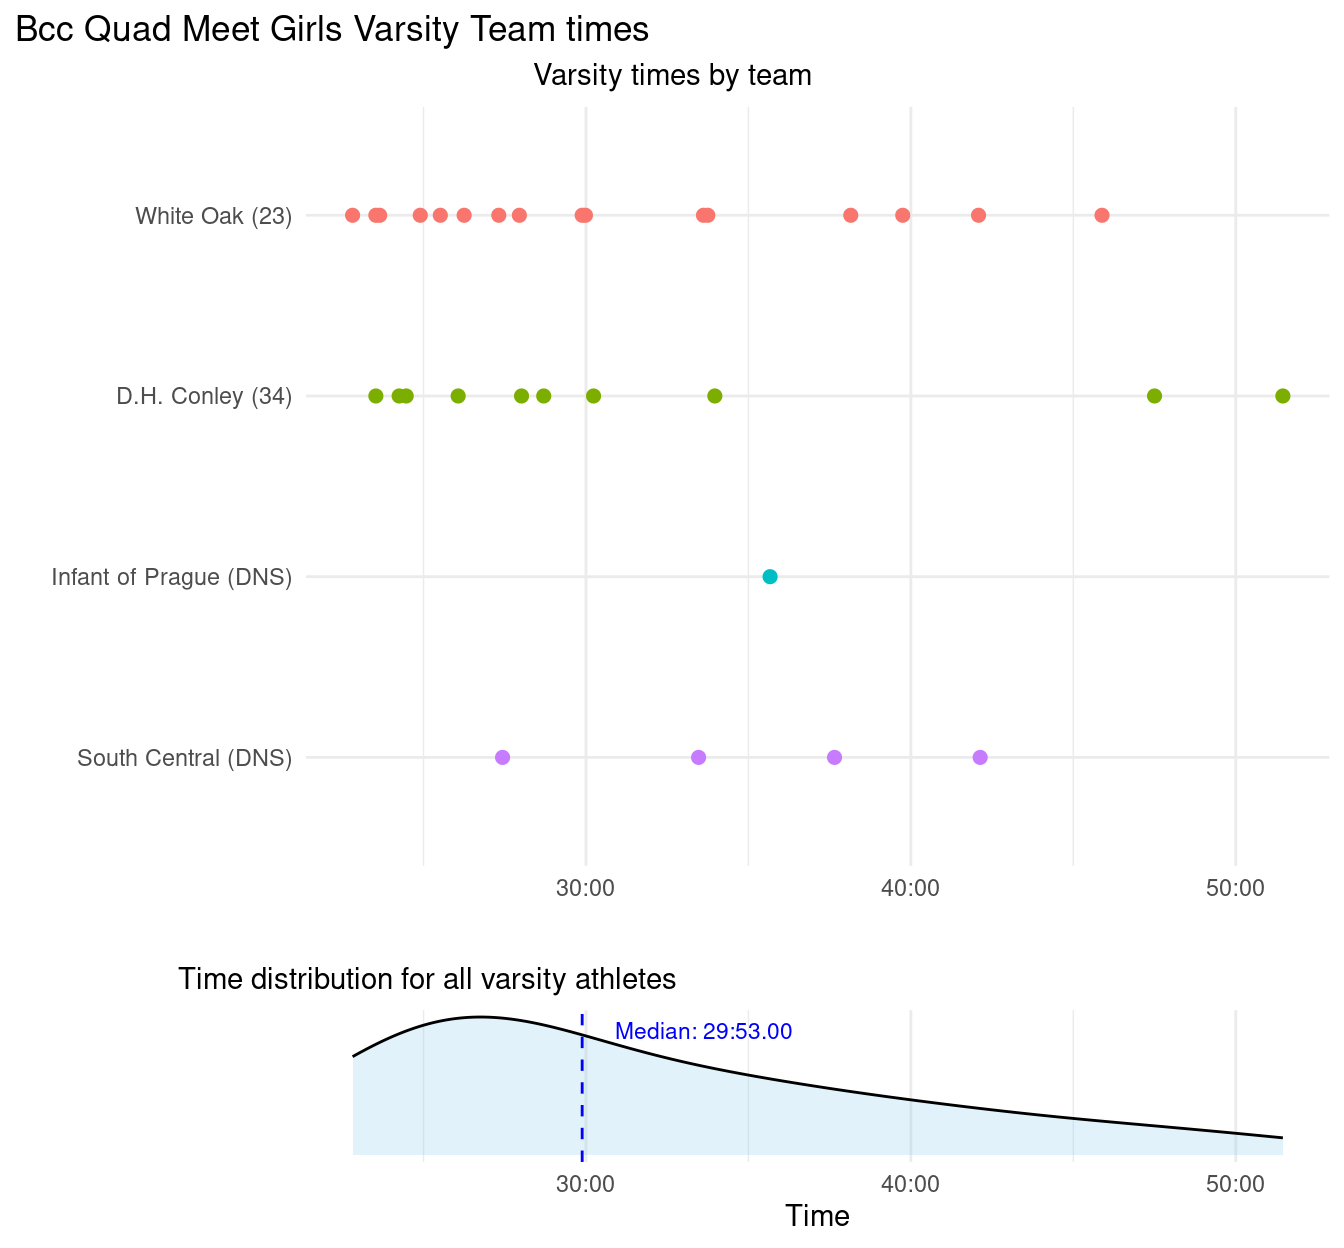 Bcc Quad Meet Girls Varsity Team times
Varsity times by team
White Oak (23)
D.H. Conley (34)
Infant of Prague (DNS)
South Central (DNS)
30:00 40:00 50:00
Time distribution for all varsity athletes
Median: 29:53.00
30:00 40:00 50:00
Time